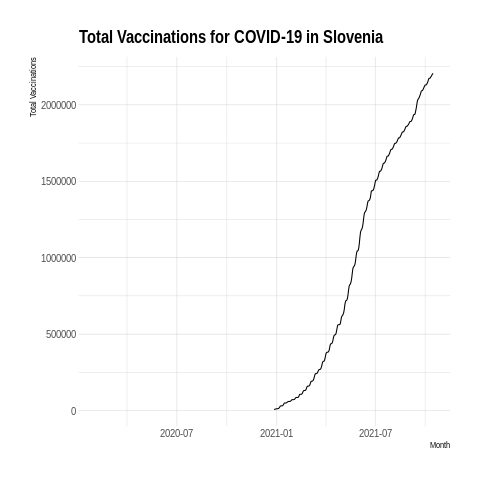 Total Vaccinations for COVID-19 in Slovenia
Total Vaccinations
2000000
1500000
1000000
500000
0
2020-07 2021-01 2021-07
Month